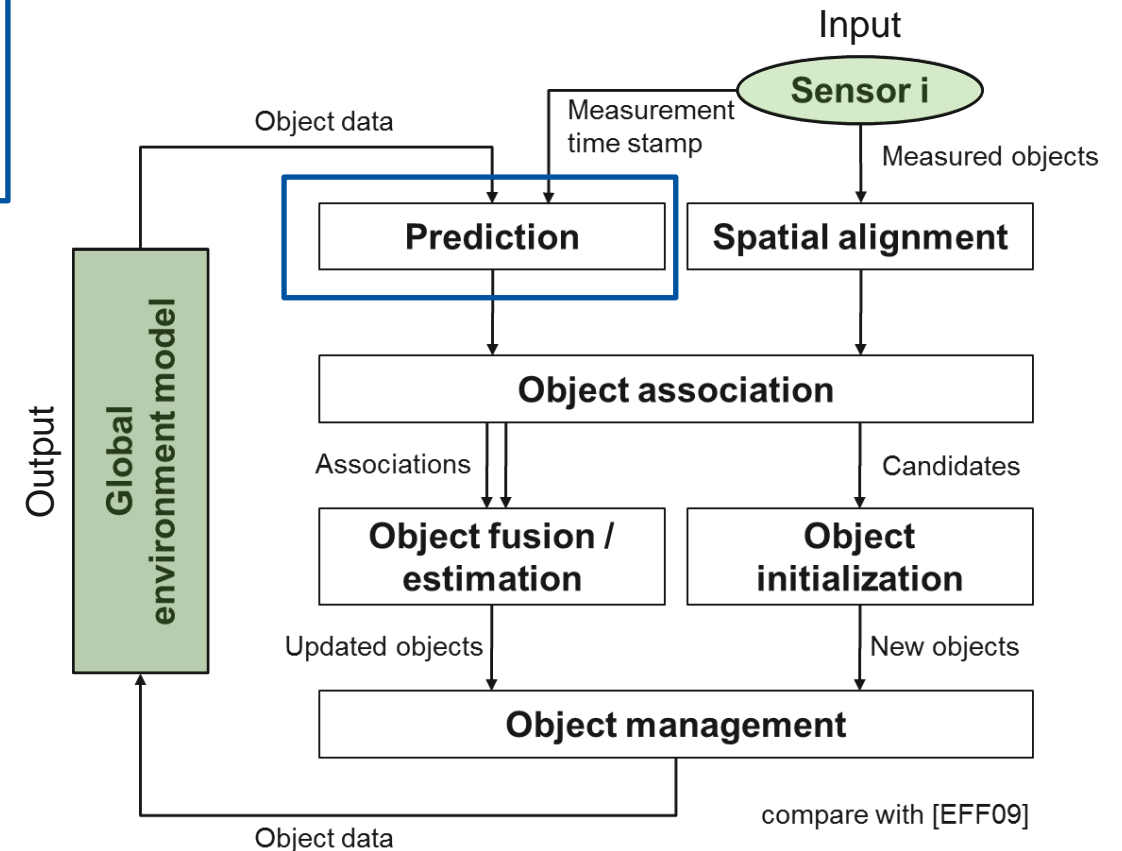 Input
Sensor i
Object data
Measurement
time stamp
Measured objects
Prediction
Spatial alignment
Output
Global
environment model
Object association
Associations
Candidates
Object fusion /
estimation
Object
initialization
Updated objects
New objects
Object management
compare with [EFF09]
Object data